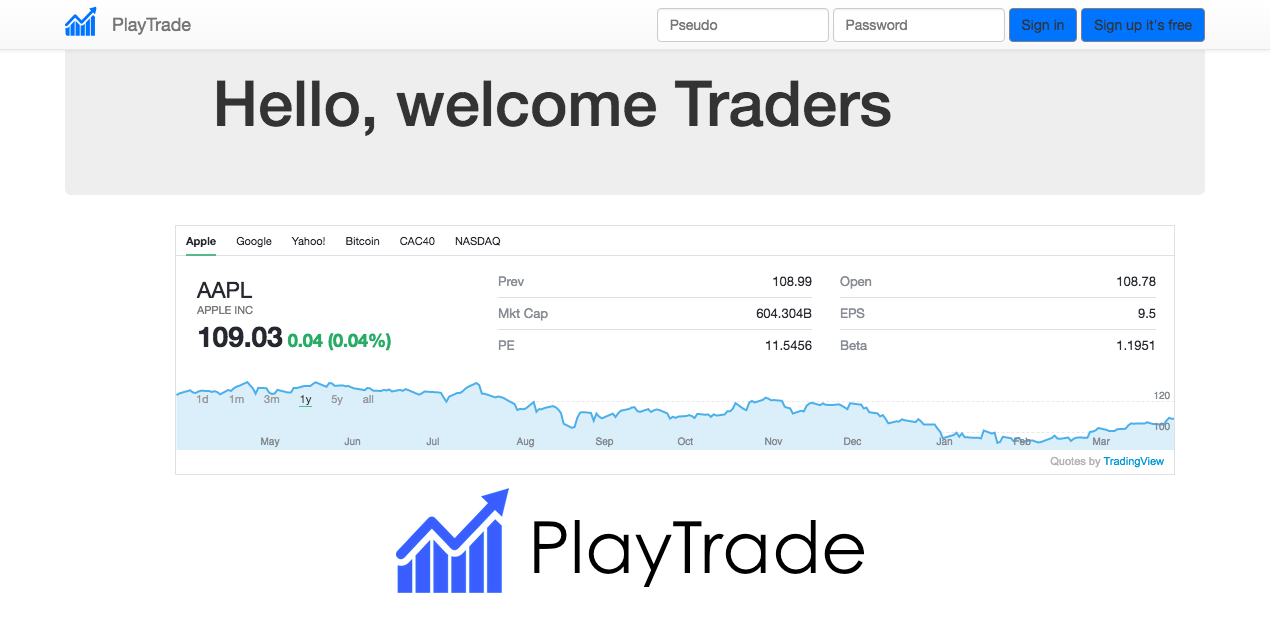 PlayTrade Pseudo Password Sign in Sign up it's free
Hello, welcome Traders
Apple Google Yahoo! Bitcoin CAC40 NASDAQ
AAPL
APPLE INC
109.03 0.04 (0.04%)
Prev 108.99
Mkt Cap 604.304B
PE 11.5456
Open 108.78
EPS 9.5
Beta 1.1951
1d 1m 3m 1y 5y all
120
100
May Jun Jul Aug Sep Oct Nov Dec Jan Feb Mar
Quotes by TradingView
PlayTrade